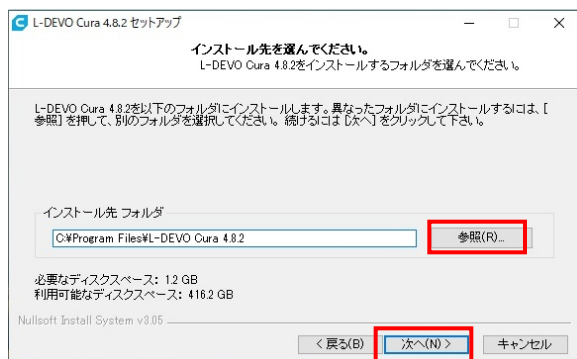 L-DEVO Cura 4.8.2 セットアップ
インストール先を選んでください。
L-DEVO Cura 4.8.2をインストールするフォルダを選んでください。
L-DEVO Cura 4.8.2を以下のフォルダにインストールします。異なったフォルダにインストールするには、[
参照] を押して、別のフォルダを選択してください。 続けるには [次へ] をクリックして下さい。
インストール先 フォルダ
C:¥Program Files¥L-DEVO Cura 4.8.2
参照(R)...
必要なディスクスペース: 1.2 GB
利用可能なディスクスペース: 416.2 GB
Nullsoft Install System v3.05
< 戻る(B)
次へ(N) >
キャンセル